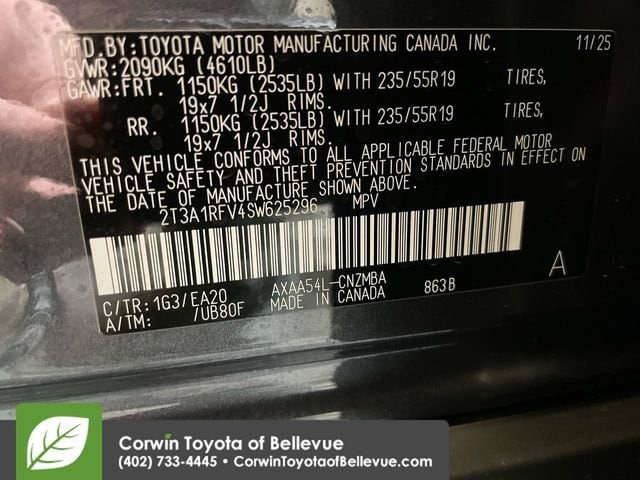 MFD.BY:TOYOTA MOTOR MANUFACTURING CANADA INC. 11/25
GVWR:2090KG (4610LB)
GAWR:FRT. 1150KG (2535LB) WITH 235/55R19 TIRES,
19x7 1/2J RIMS.
RR. 1150KG (2535LB) WITH 235/55R19 TIRES,
19x7 1/2J RIMS.
THIS VEHICLE CONFORMS TO ALL APPLICABLE FEDERAL MOTOR
VEHICLE SAFETY AND THEFT PREVENTION STANDARDS IN EFFECT ON
THE DATE OF MANUFACTURE SHOWN ABOVE.
2T3A1RFV4SW625296 MPV
C/TR:1G3/EA20 AXAA54L-CNZMBA 863B A
A/TM: /UB80F MADE IN CANADA
Corwin Toyota of Bellevue
(402) 733-4445 • CorwinToyotaofBellevue.com